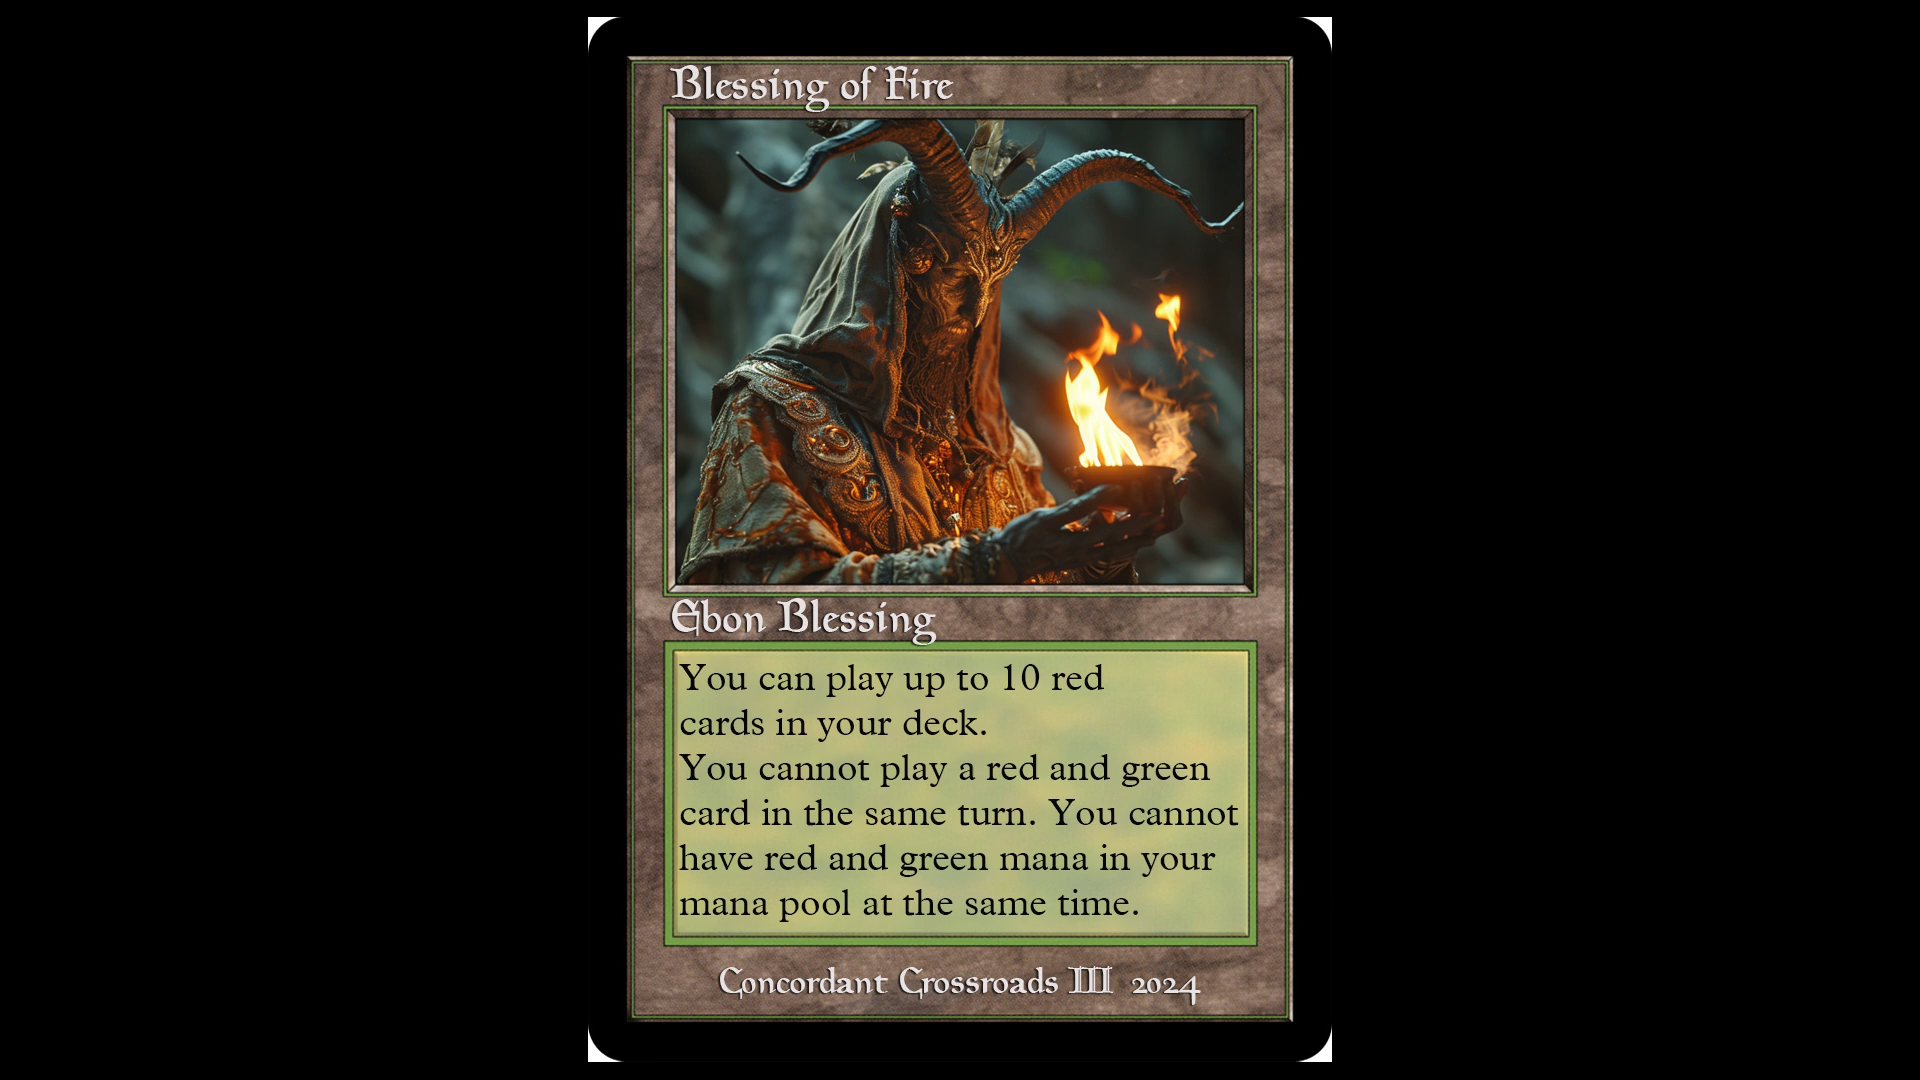 Blessing of Fire
Ebon Blessing
You can play up to 10 red
cards in your deck.
You cannot play a red and green
card in the same turn. You cannot
have red and green mana in your
mana pool at the same time.
Concordant Crossroads III 2024